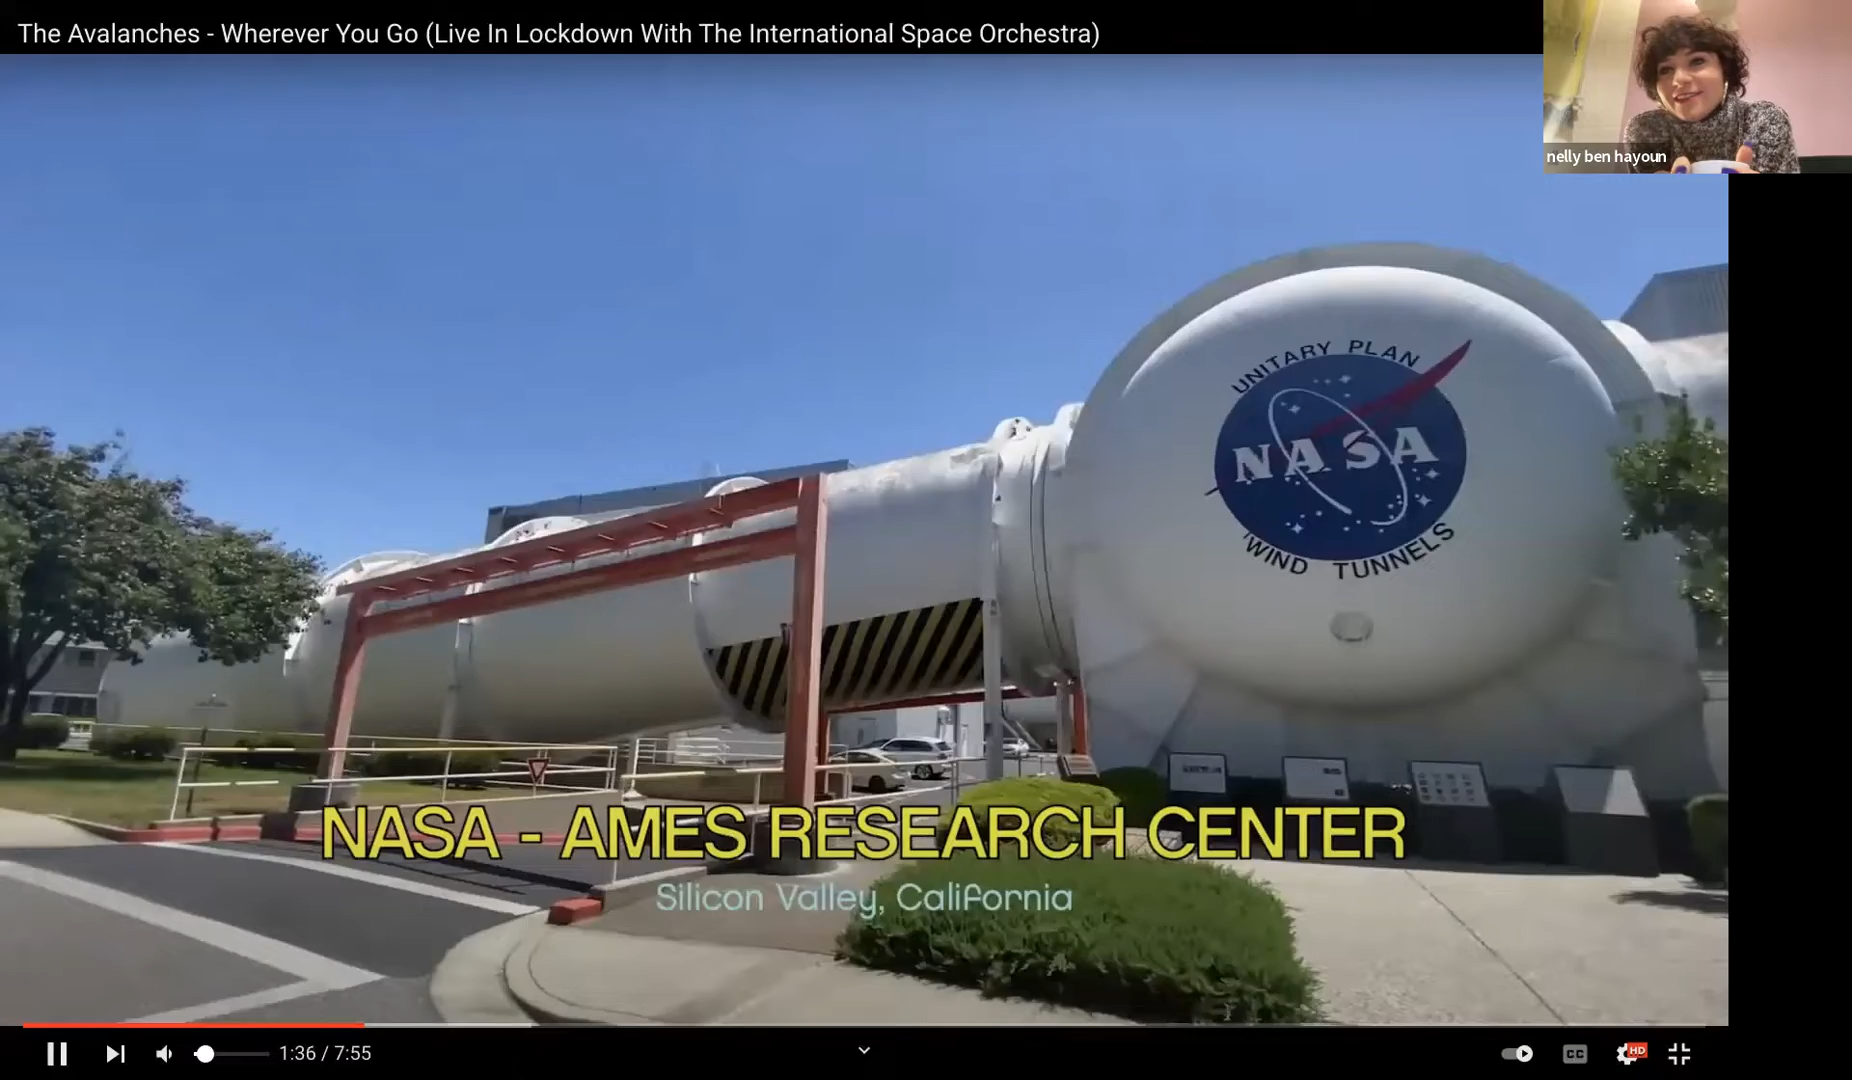 The Avalanches - Wherever You Go (Live In Lockdown With The International Space Orchestra)
nelly ben hayoun
UNITARY PLAN
NASA
WIND TUNNELS
NASA - AMES RESEARCH CENTER
Silicon Valley, California
1:36 / 7:55
CC
HD